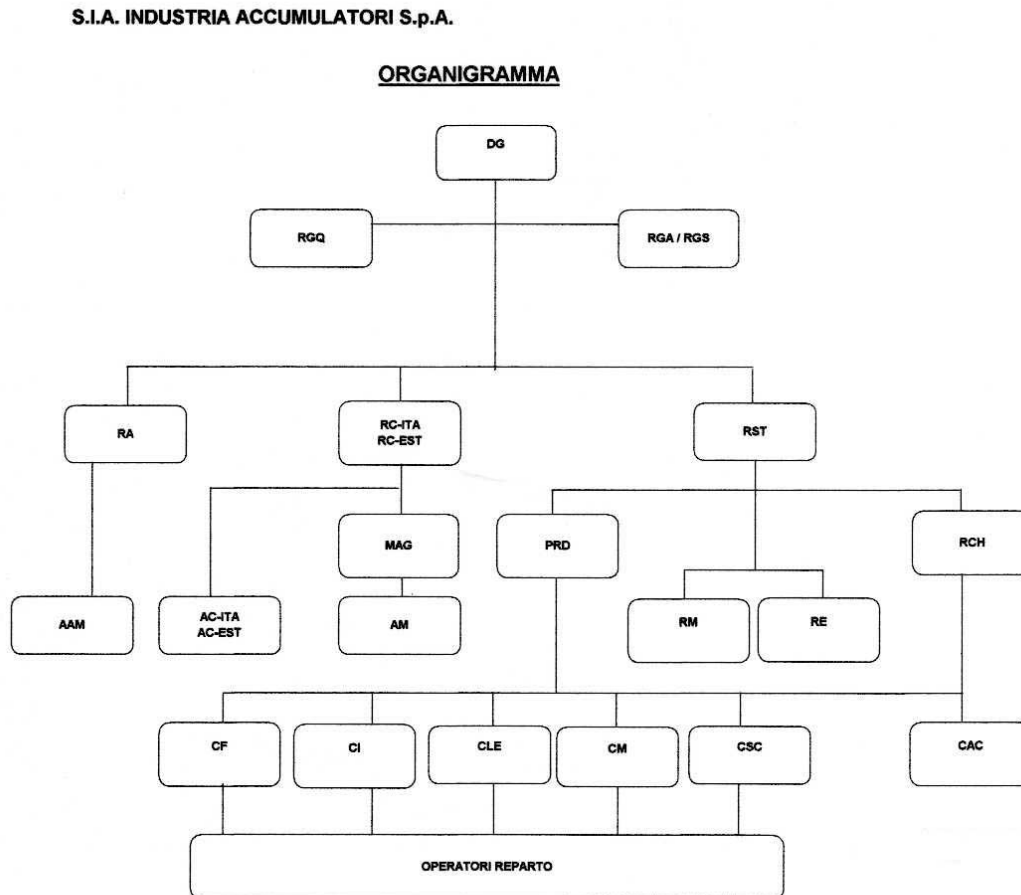 S.I.A. INDUSTRIA ACCUMULATORI S.p.A.
ORGANIGRAMMA
DG
RGQ
RGA / RGS
RA
RC-ITA
RC-EST
RST
MAG
PRD
RCH
AAM
AC-ITA
AC-EST
AM
RM
RE
CF
CI
CLE
CM
CSC
CAC
OPERATORI REPARTO